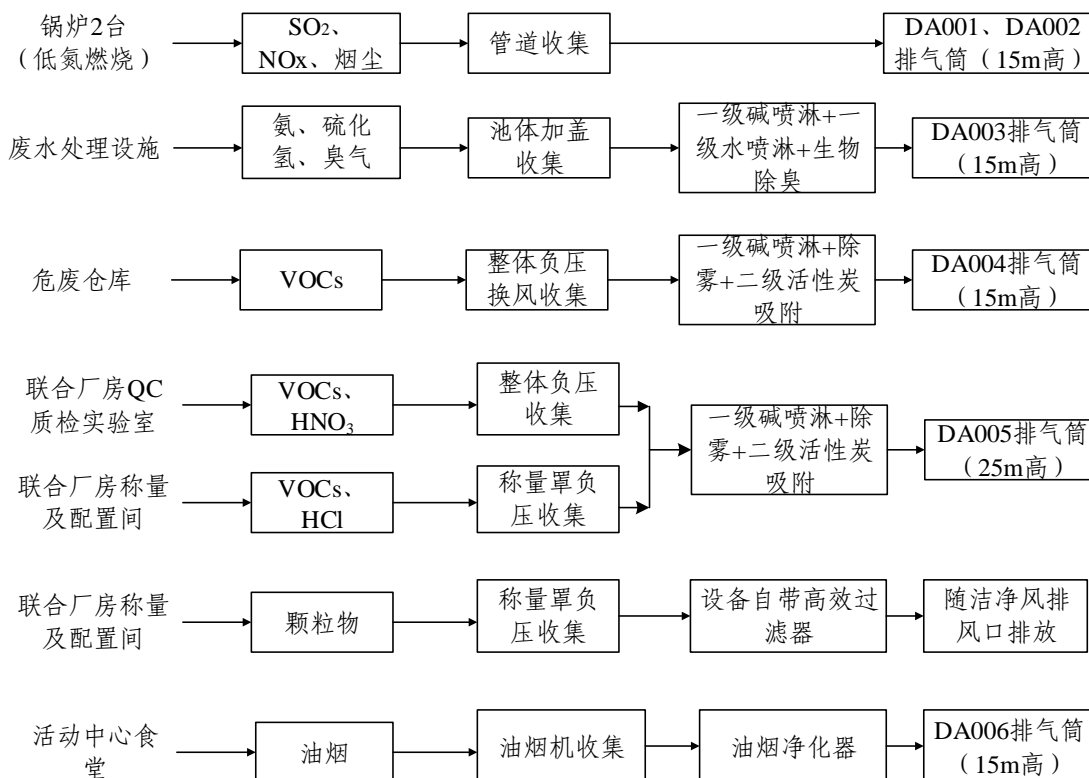 锅炉2台
（低氮燃烧）
SO2、
NOx、烟尘
管道收集
DA001、DA002
排气筒（15m高）
废水处理设施
氨、硫化
氢、臭气
池体加盖
收集
一级碱喷淋+一
级水喷淋+生物
除臭
DA003排气筒
（15m高）
危废仓库
VOCs
整体负压
换风收集
一级碱喷淋+除
雾+二级活性炭
吸附
DA004排气筒
（15m高）
联合厂房QC
质检实验室
VOCs、
HNO3
整体负压
收集
联合厂房称量
及配置间
VOCs、
HCl
称量罩负
压收集
一级碱喷淋+除
雾+二级活性炭
吸附
DA005排气筒
（25m高）
联合厂房称量
及配置间
颗粒物
称量罩负
压收集
设备自带高效过
滤器
随洁净风排
风口排放
活动中心食
堂
油烟
油烟机收集
油烟净化器
DA006排气筒
（15m高）